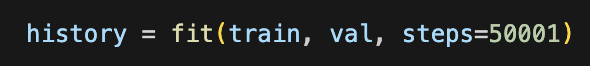 history = fit(train, val, steps=50001)